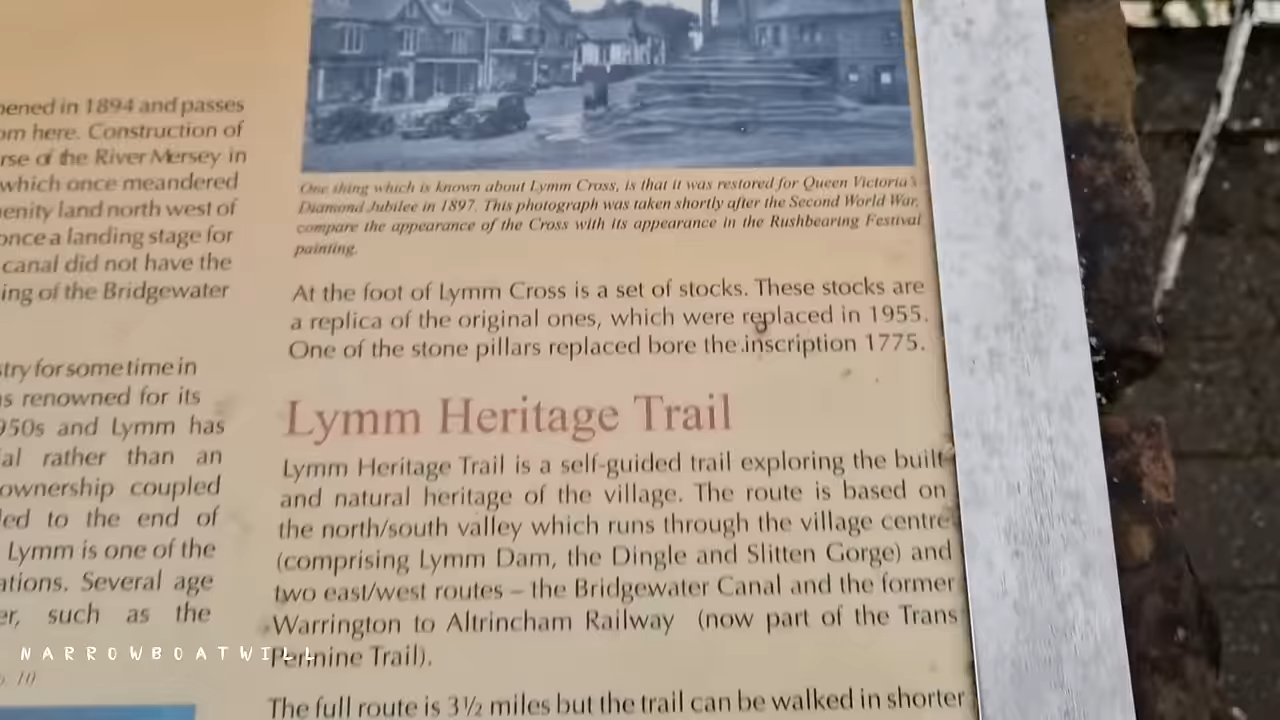 pened in 1894 and passes
om here. Construction of
rse of the River Mersey in
which once meandered
enity land north west of
once a landing stage for
canal did not have the
ing of the Bridgewater
stry for some time in
as renowned for its
950s and Lymm has
ial rather than an
ownership coupled
led to the end of
Lymm is one of the
ations. Several age
er, such as the
p. 10
One thing which is known about Lymm Cross, is that it was restored for Queen Victoria's
Diamond Jubilee in 1897. This photograph was taken shortly after the Second World War,
compare the appearance of the Cross with its appearance in the Rushbearing Festival
painting.
At the foot of Lymm Cross is a set of stocks. These stocks are
a replica of the original ones, which were replaced in 1955.
One of the stone pillars replaced bore the inscription 1775.
Lymm Heritage Trail
Lymm Heritage Trail is a self-guided trail exploring the built
and natural heritage of the village. The route is based on
the north/south valley which runs through the village centre
(comprising Lymm Dam, the Dingle and Slitten Gorge) and
two east/west routes – the Bridgewater Canal and the former
Warrington to Altrincham Railway (now part of the Trans
Pennine Trail).
The full route is 3½ miles but the trail can be walked in shorter
NARROWBOATWILL